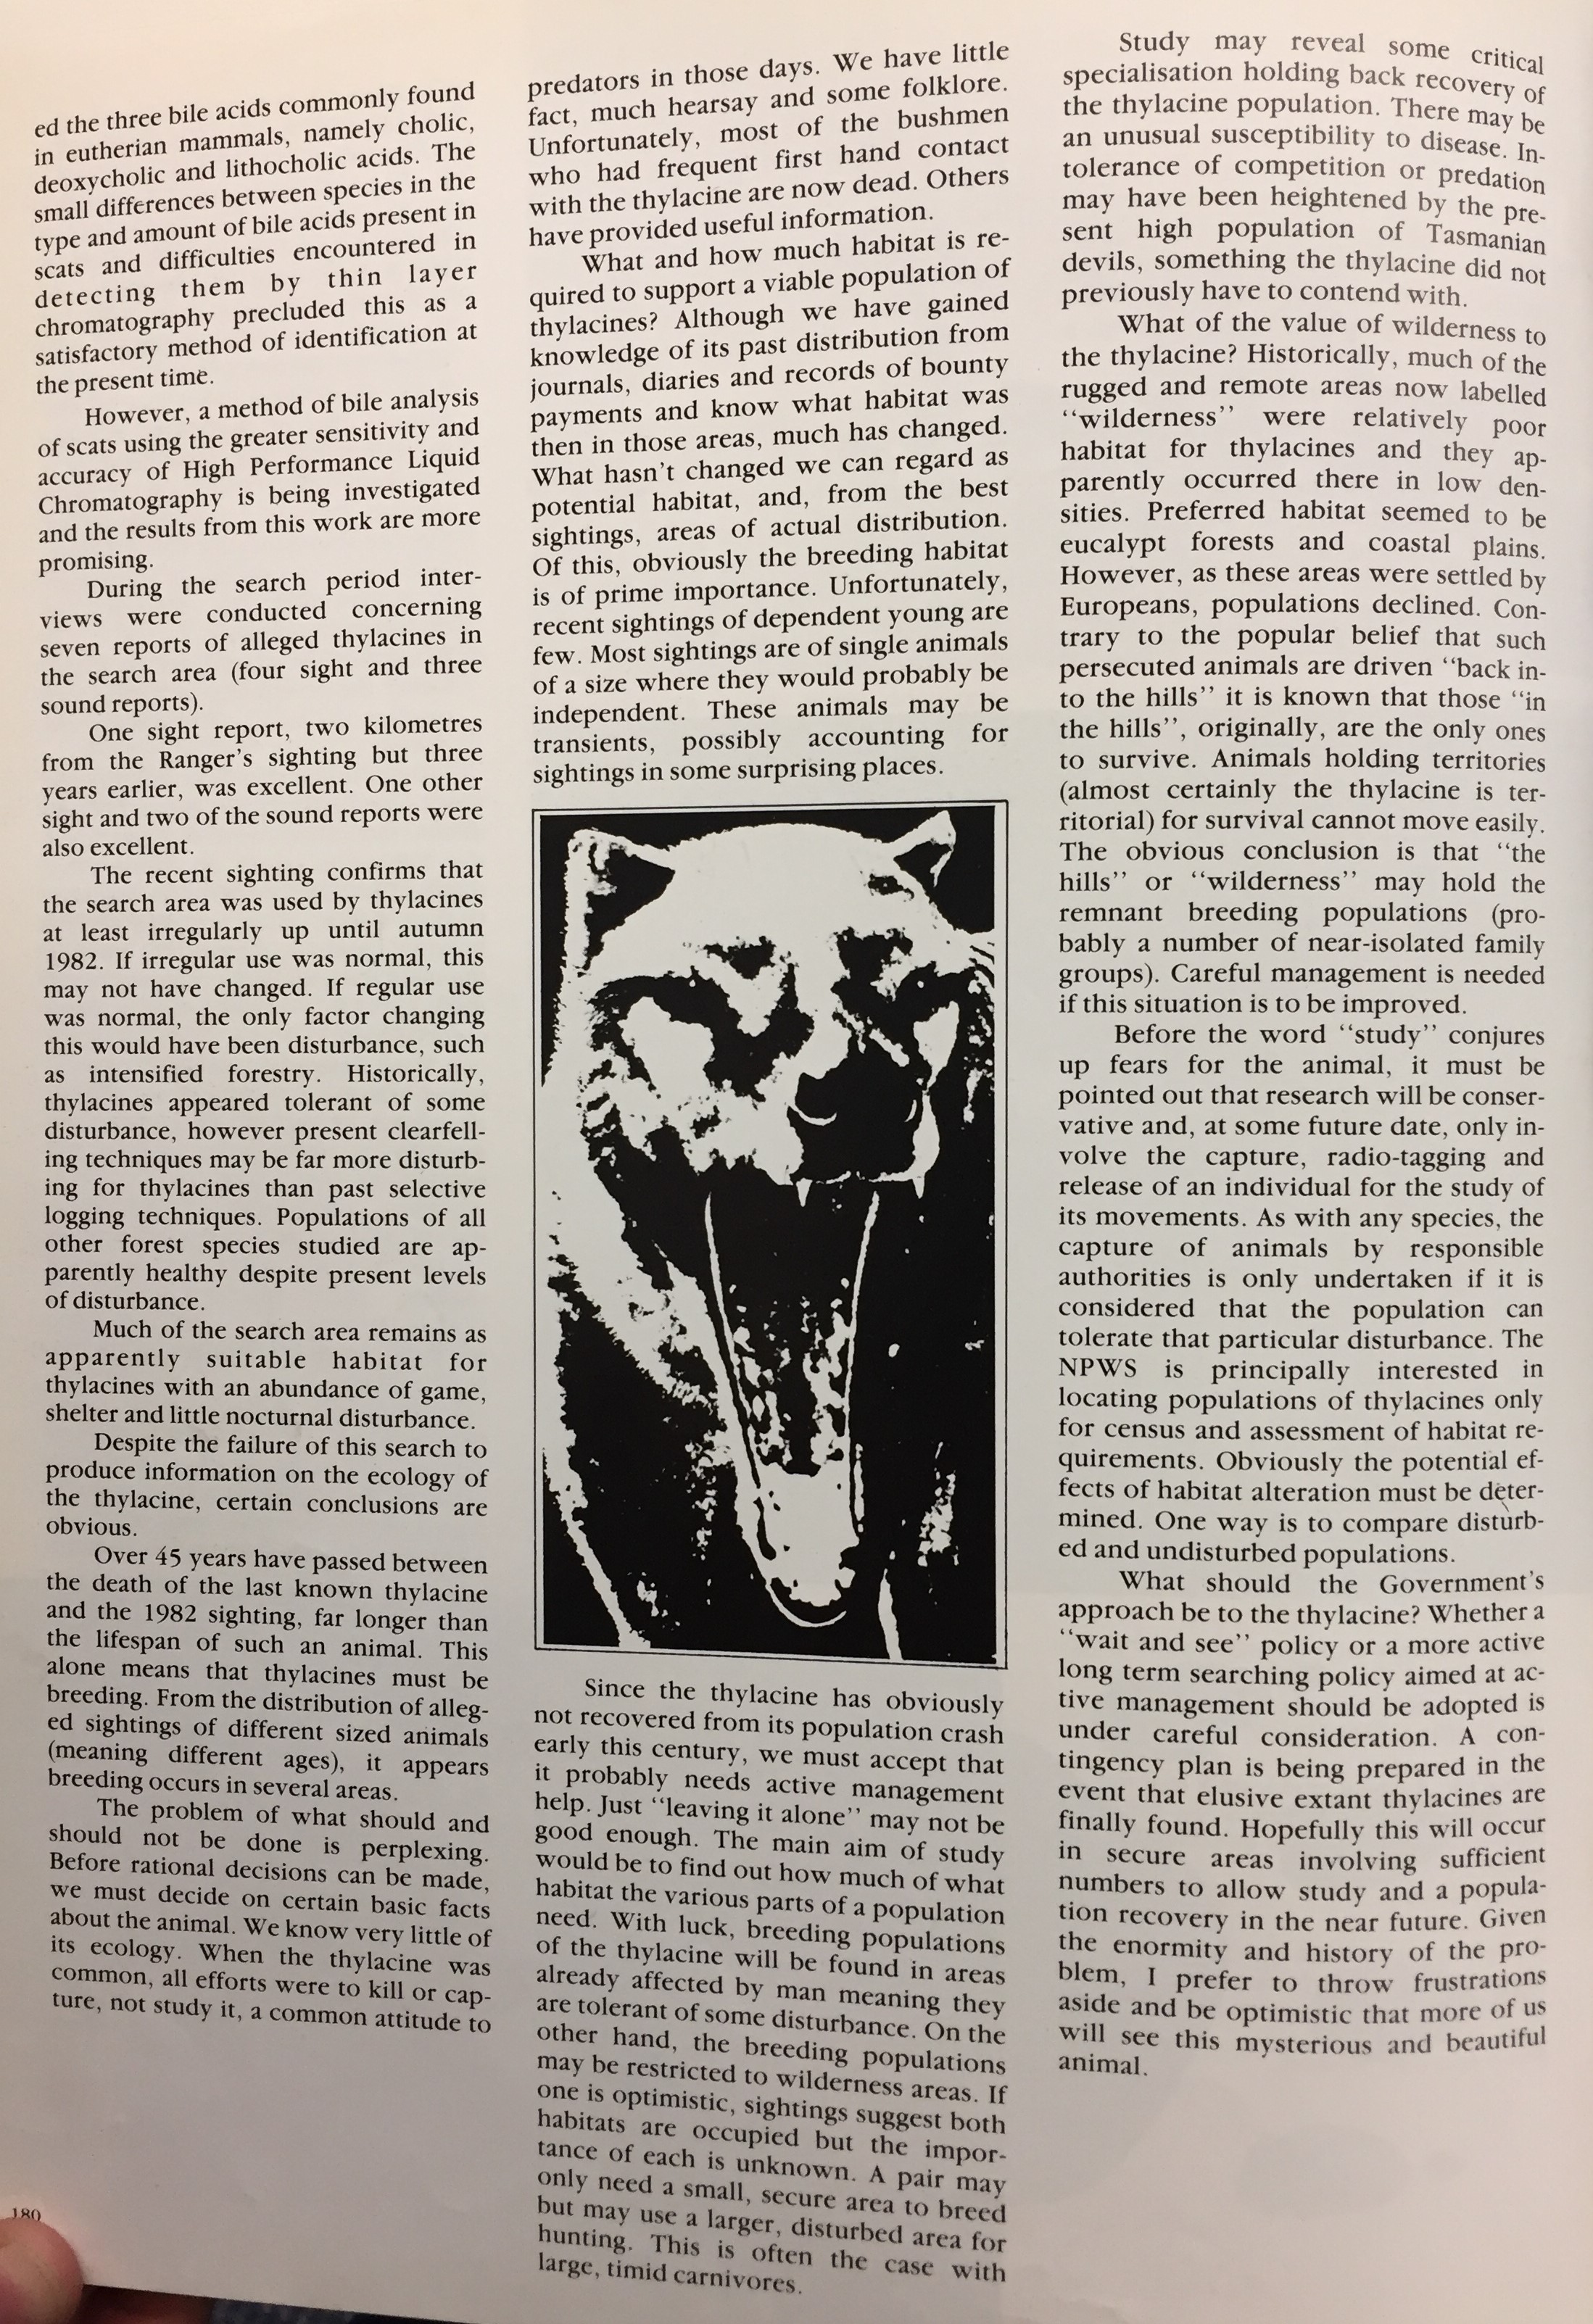 ed the three bile acids commonly found
in eutherian mammals, namely cholic,
deoxycholic and lithocholic acids. The
small differences between species in the
type and amount of bile acids present in
scats and difficulties encountered in
detecting them by thin layer
chromatography precluded this as a
satisfactory method of identification at
the present time.
However, a method of bile analysis
of scats using the greater sensitivity and
accuracy of High Performance Liquid
Chromatography is being investigated
and the results from this work are more
promising.
During the search period inter-
views were conducted concerning
seven reports of alleged thylacines in
the search area (four sight and three
sound reports).
One sight report, two kilometres
from the Ranger's sighting but three
years earlier, was excellent. One other
sight and two of the sound reports were
also excellent.
The recent sighting confirms that
the search area was used by thylacines
at least irregularly up until autumn
1982. If irregular use was normal, this
may not have changed. If regular use
was normal, the only factor changing
this would have been disturbance, such
as intensified forestry. Historically,
thylacines appeared tolerant of some
disturbance, however present clearfell-
ing techniques may be far more disturb-
ing for thylacines than past selective
logging techniques. Populations of all
other forest species studied are ap-
parently healthy despite present levels
of disturbance.
Much of the search area remains as
apparently suitable habitat for
thylacines with an abundance of game,
shelter and little nocturnal disturbance.
Despite the failure of this search to
produce information on the ecology of
the thylacine, certain conclusions are
obvious.
Over 45 years have passed between
the death of the last known thylacine
and the 1982 sighting, far longer than
the lifespan of such an animal. This
alone means that thylacines must be
breeding. From the distribution of alleg-
ed sightings of different sized animals
(meaning different ages), it appears
breeding occurs in several areas.
The problem of what should and
should not be done is perplexing.
Before rational decisions can be made,
we must decide on certain basic facts
about the animal. We know very little of
its ecology. When the thylacine was
common, all efforts were to kill or cap-
ture, not study it, a common attitude to
180
predators in those days. We have little
fact, much hearsay and some folklore.
Unfortunately, most of the bushmen
who had frequent first hand contact
with the thylacine are now dead. Others
have provided useful information.
What and how much habitat is re-
quired to support a viable population of
thylacines? Although we have gained
knowledge of its past distribution from
journals, diaries and records of bounty
payments and know what habitat was
then in those areas, much has changed.
What hasn't changed we can regard as
potential habitat, and, from the best
sightings, areas of actual distribution.
Of this, obviously the breeding habitat
is of prime importance. Unfortunately,
recent sightings of dependent young are
few. Most sightings are of single animals
of a size where they would probably be
independent. These animals may be
transients, possibly accounting for
sightings in some surprising places.
Since the thylacine has obviously
not recovered from its population crash
early this century, we must accept that
it probably needs active management
help. Just "leaving it alone" may not be
good enough. The main aim of study
would be to find out how much of what
habitat the various parts of a population
need. With luck, breeding populations
of the thylacine will be found in areas
already affected by man meaning they
are tolerant of some disturbance. On the
other hand, the breeding populations
may be restricted to wilderness areas. If
one is optimistic, sightings suggest both
habitats are occupied but the impor-
tance of each is unknown. A pair may
only need a small, secure area to breed
but may use a larger, disturbed area for
hunting. This is often the case with
large, timid carnivores.
Study may reveal some critical
specialisation holding back recovery of
the thylacine population. There may be
an unusual susceptibility to disease. In-
tolerance of competition or predation
may have been heightened by the pre-
sent high population of Tasmanian
devils, something the thylacine did not
previously have to contend with.
What of the value of wilderness to
the thylacine? Historically, much of the
rugged and remote areas now labelled
"wilderness" were relatively poor
habitat for thylacines and they ap-
parently occurred there in low den-
sities. Preferred habitat seemed to be
eucalypt forests and coastal plains.
However, as these areas were settled by
Europeans, populations declined. Con-
trary to the popular belief that such
persecuted animals are driven "back in-
to the hills" it is known that those "in
the hills", originally, are the only ones
to survive. Animals holding territories
(almost certainly the thylacine is ter-
ritorial) for survival cannot move easily.
The obvious conclusion is that "the
hills" or "wilderness" may hold the
remnant breeding populations (pro-
bably a number of near-isolated family
groups). Careful management is needed
if this situation is to be improved.
Before the word "study" conjures
up fears for the animal, it must be
pointed out that research will be conser-
vative and, at some future date, only in-
volve the capture, radio-tagging and
release of an individual for the study of
its movements. As with any species, the
capture of animals by responsible
authorities is only undertaken if it is
considered that the population can
tolerate that particular disturbance. The
NPWS is principally interested in
locating populations of thylacines only
for census and assessment of habitat re-
quirements. Obviously the potential ef-
fects of habitat alteration must be deter-
mined. One way is to compare disturb-
ed and undisturbed populations.
What should the Government's
approach be to the thylacine? Whether a
"wait and see" policy or a more active
long term searching policy aimed at ac-
tive management should be adopted is
under careful consideration. A con-
tingency plan is being prepared in the
event that elusive extant thylacines are
finally found. Hopefully this will occur
in secure areas involving sufficient
numbers to allow study and a popula-
tion recovery in the near future. Given
the enormity and history of the pro-
blem, I prefer to throw frustrations
aside and be optimistic that more of us
will see this mysterious and beautiful
animal.